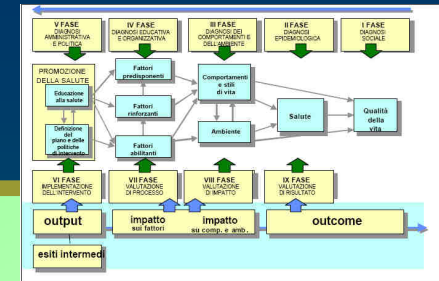 V FASE
DIAGNOSI
AMMINISTRATIVA
E POLITICA
IV FASE
DIAGNOSI EDUCATIVA
E ORGANIZZATIVA
III FASE
DIAGNOSI DEI
COMPORTAMENTI E
DELL'AMBIENTE
II FASE
DIAGNOSI
EPIDEMIOLOGICA
I FASE
DIAGNOSI
SOCIALE
PROMOZIONE
DELLA SALUTE
Educazione
alla salute
Definizione
del
piano e delle
politiche
di intervento
Fattori
predisponenti
Fattori
rinforzanti
Fattori
abilitanti
Comportamenti
e stili
di vita
Ambiente
Salute
Qualità
della
vita
VI FASE
IMPLEMENTAZIONE
DELL'INTERVENTO
VII FASE
VALUTAZIONE
DI PROCESSO
VIII FASE
VALUTAZIONE
DI IMPATTO
IX FASE
VALUTAZIONE
DI RISULTATO
output
impatto
sui fattori
impatto
su comp. e amb.
outcome
esiti intermedi